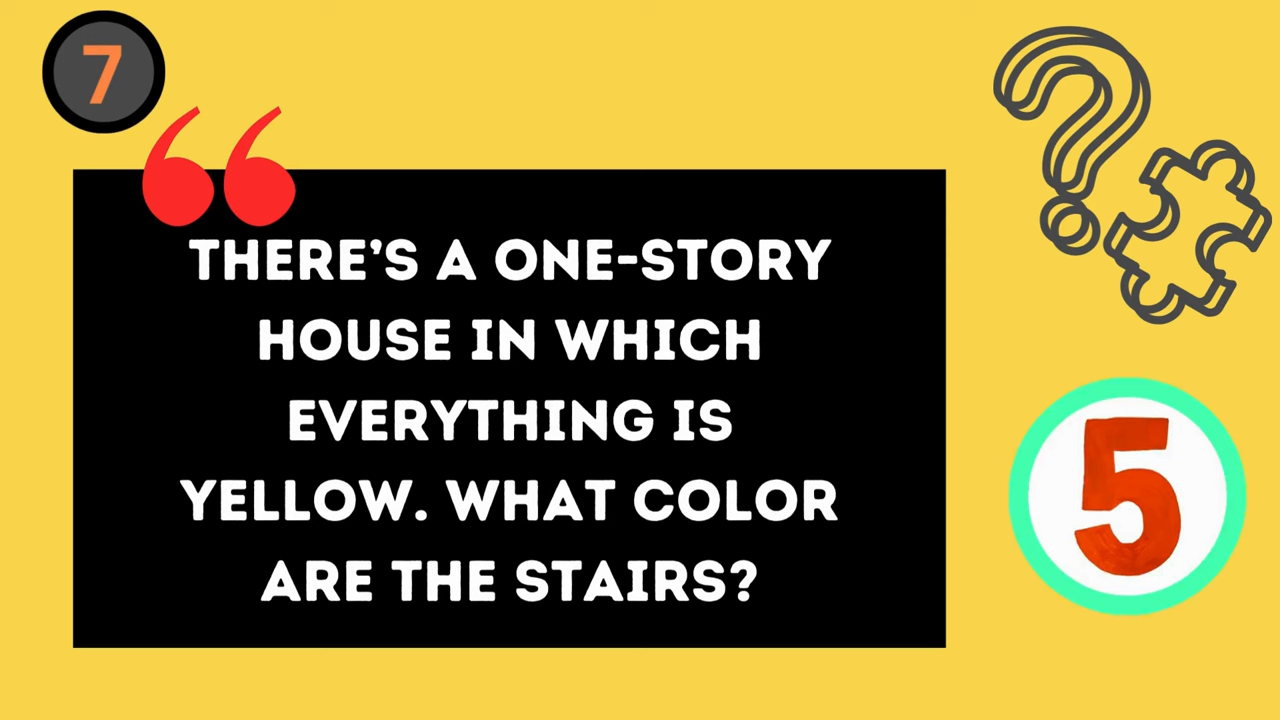 7
THERE’S A ONE-STORY
HOUSE IN WHICH
EVERYTHING IS
YELLOW. WHAT COLOR
ARE THE STAIRS?
5